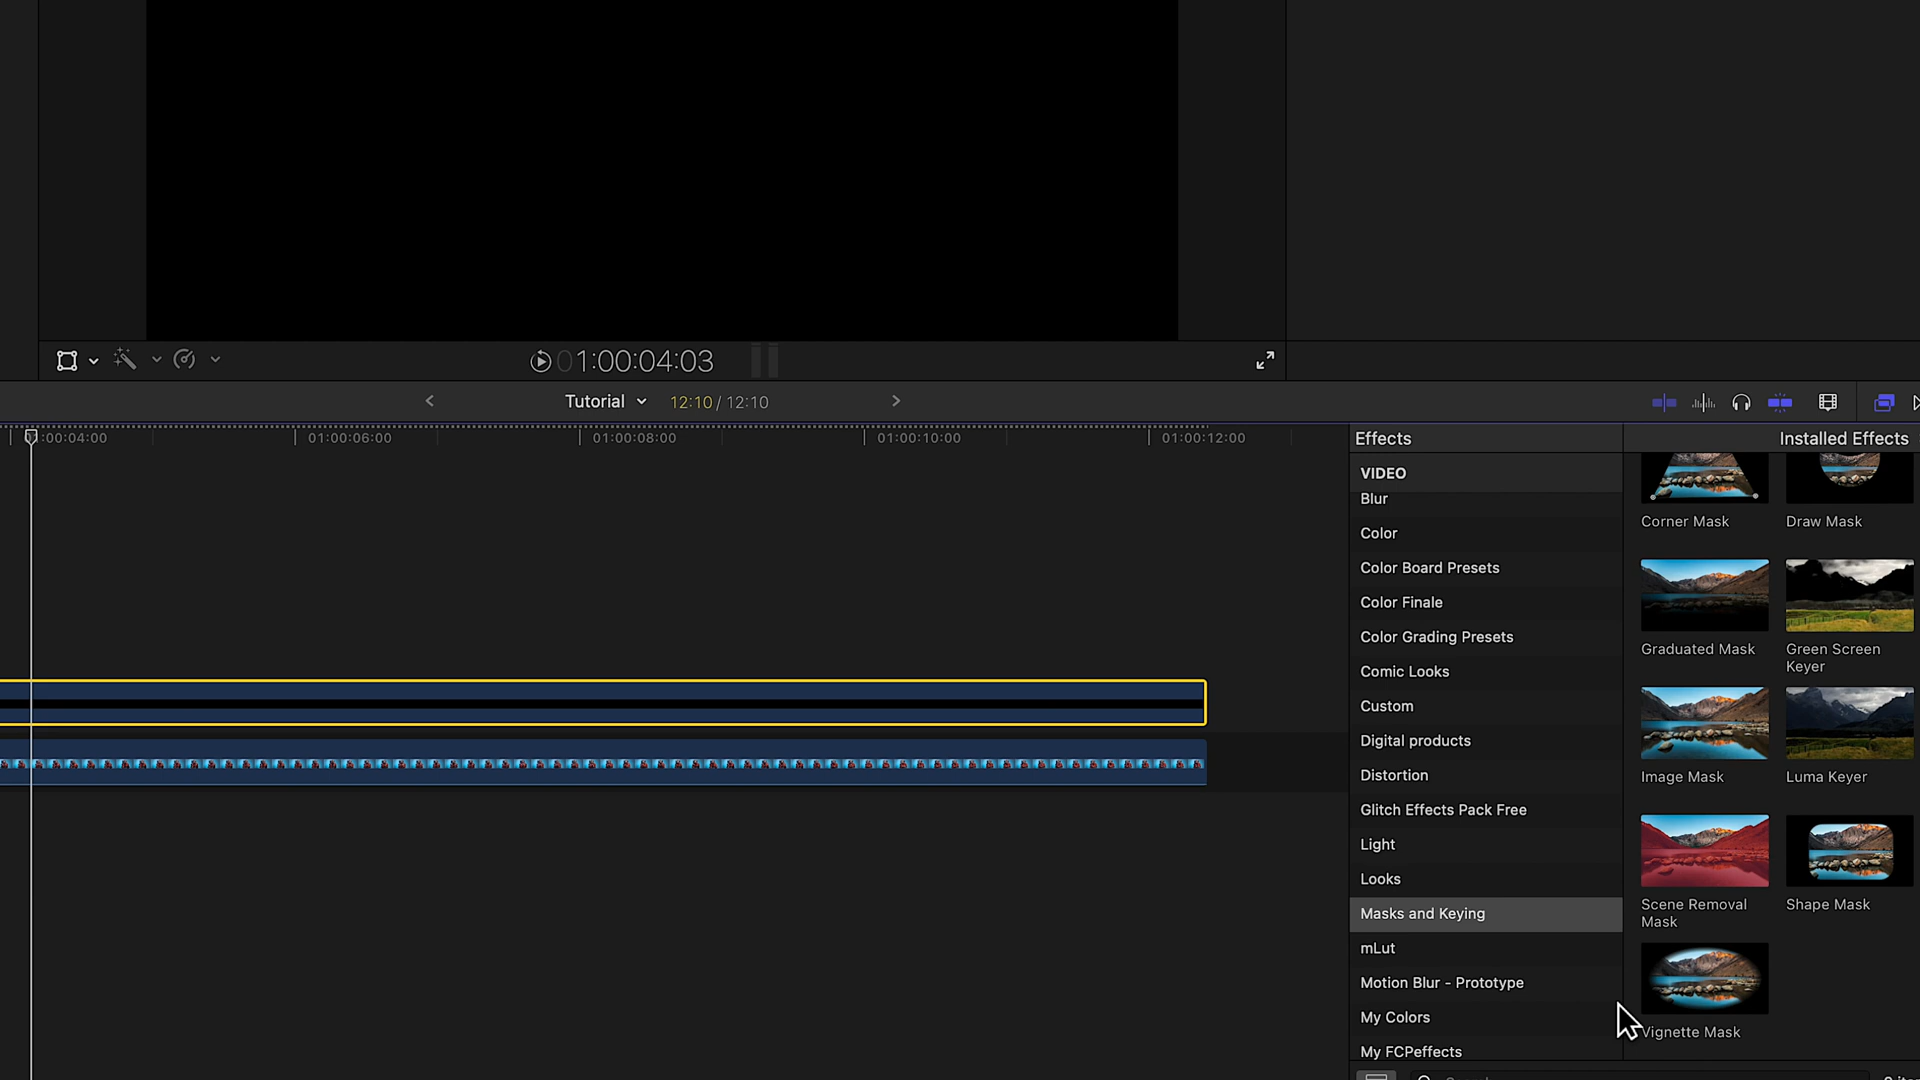 01:00:04:03
Tutorial
12:10 / 12:10
:00:04:00
01:00:06:00
01:00:08:00
01:00:10:00
01:00:12:00
Effects
Installed Effects
VIDEO
Blur
Color
Color Board Presets
Color Finale
Color Grading Presets
Comic Looks
Custom
Digital products
Distortion
Glitch Effects Pack Free
Light
Looks
Masks and Keying
mLut
Motion Blur - Prototype
My Colors
My FCPeffects
Corner Mask
Draw Mask
Graduated Mask
Green Screen
Keyer
Image Mask
Luma Keyer
Scene Removal
Mask
Shape Mask
Vignette Mask